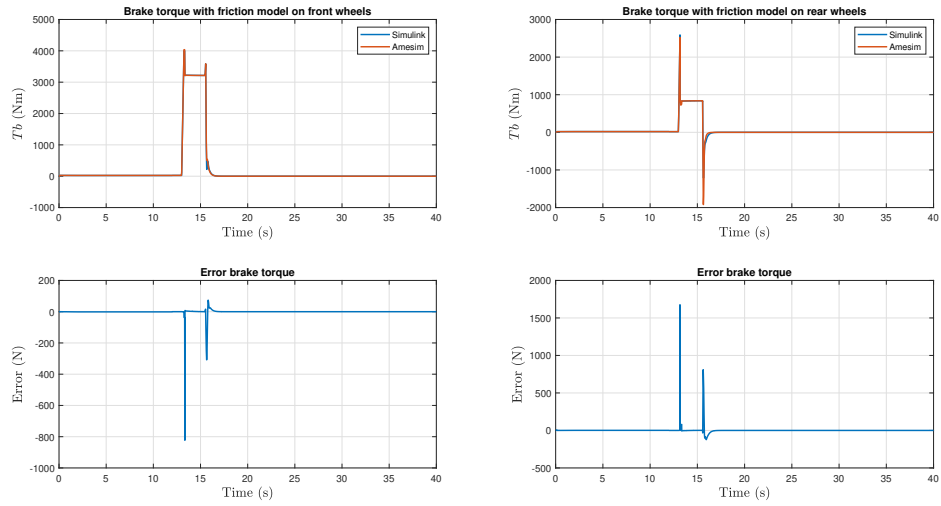 Brake torque with friction model on front wheels
5000
4000
3000
2000
1000
0
-1000
Tb (Nm)
Simulink
Amesim
0 5 10 15 20 25 30 35 40
Time (s)
Brake torque with friction model on rear wheels
3000
2000
1000
0
-1000
-2000
Tb (Nm)
Simulink
Amesim
0 5 10 15 20 25 30 35 40
Time (s)
Error brake torque
200
0
-200
-400
-600
-800
-1000
Error (N)
0 5 10 15 20 25 30 35 40
Time (s)
Error brake torque
2000
1500
1000
500
0
-500
Error (N)
0 5 10 15 20 25 30 35 40
Time (s)